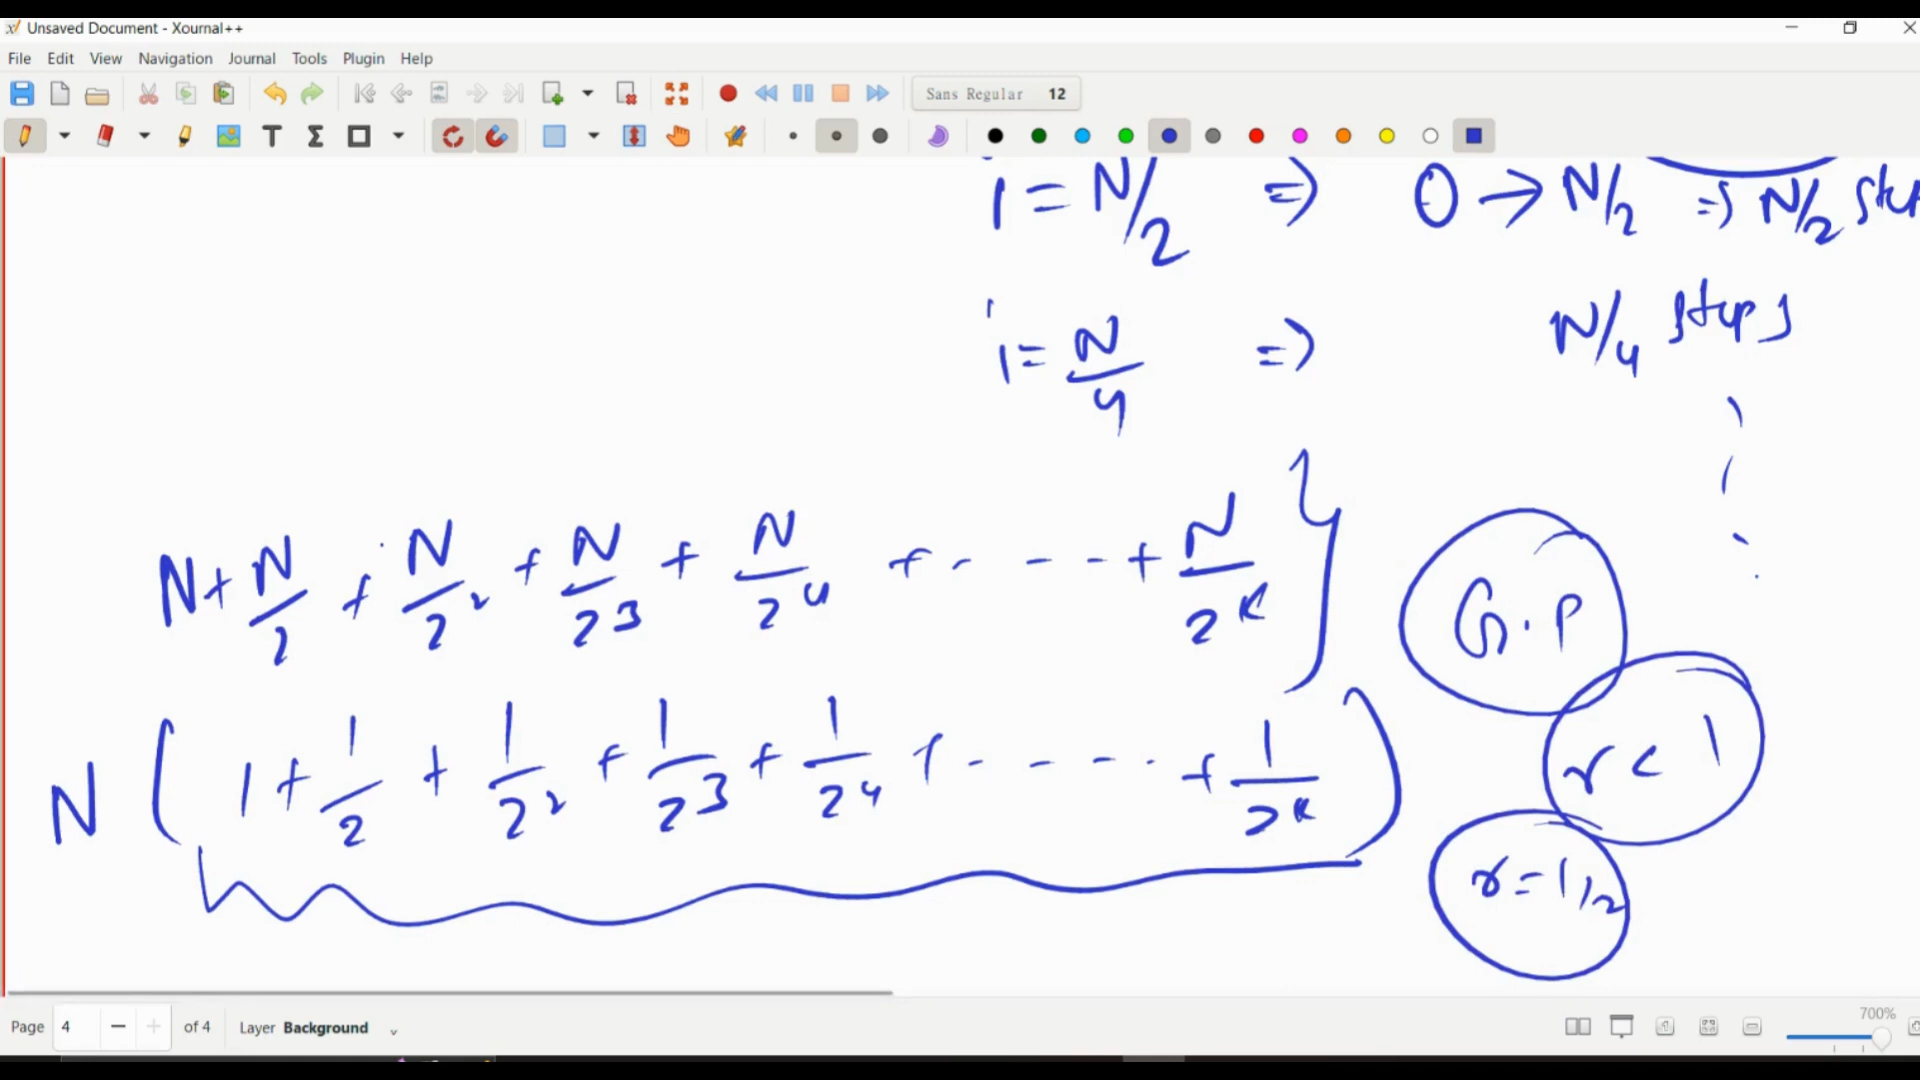 Unsaved Document - Xournal++
File Edit View Navigation Journal Tools Plugin Help
Sans Regular 12
i = N/2 => 0 → N/2 => N/2
i = N/4 => N/4 steps
N + N/2 + N/2² + N/2³ + N/2⁴ + - - - - + N/2ᵏ }
G.P
N ( 1 + 1/2 + 1/2² + 1/2³ + 1/2⁴ + - - - - + 1/2ᵏ )
r < 1
r = 1/2
Page 4 of 4 Layer Background
700%